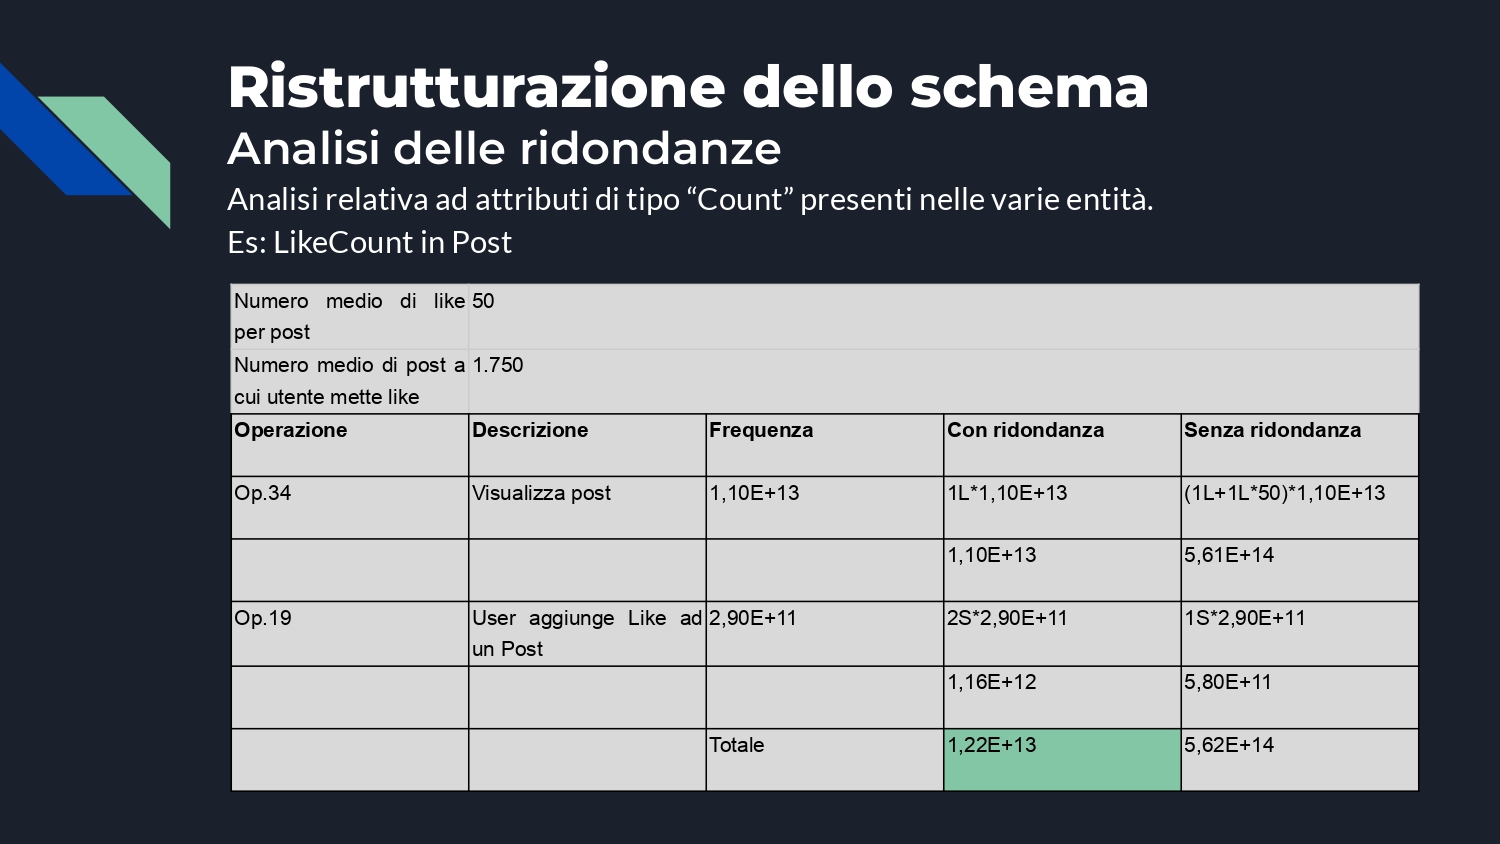 Ristrutturazione dello schema
Analisi delle ridondanze
Analisi relativa ad attributi di tipo “Count” presenti nelle varie entità.
Es: LikeCount in Post
Numero medio di like 50
per post
Numero medio di post a 1.750
cui utente mette like
Operazione Descrizione Frequenza Con ridondanza Senza ridondanza
Op.34 Visualizza post 1,10E+13 1L*1,10E+13 (1L+1L*50)*1,10E+13
1,10E+13 5,61E+14
Op.19 User aggiunge Like ad 2,90E+11 2S*2,90E+11 1S*2,90E+11
un Post
1,16E+12 5,80E+11
Totale 1,22E+13 5,62E+14